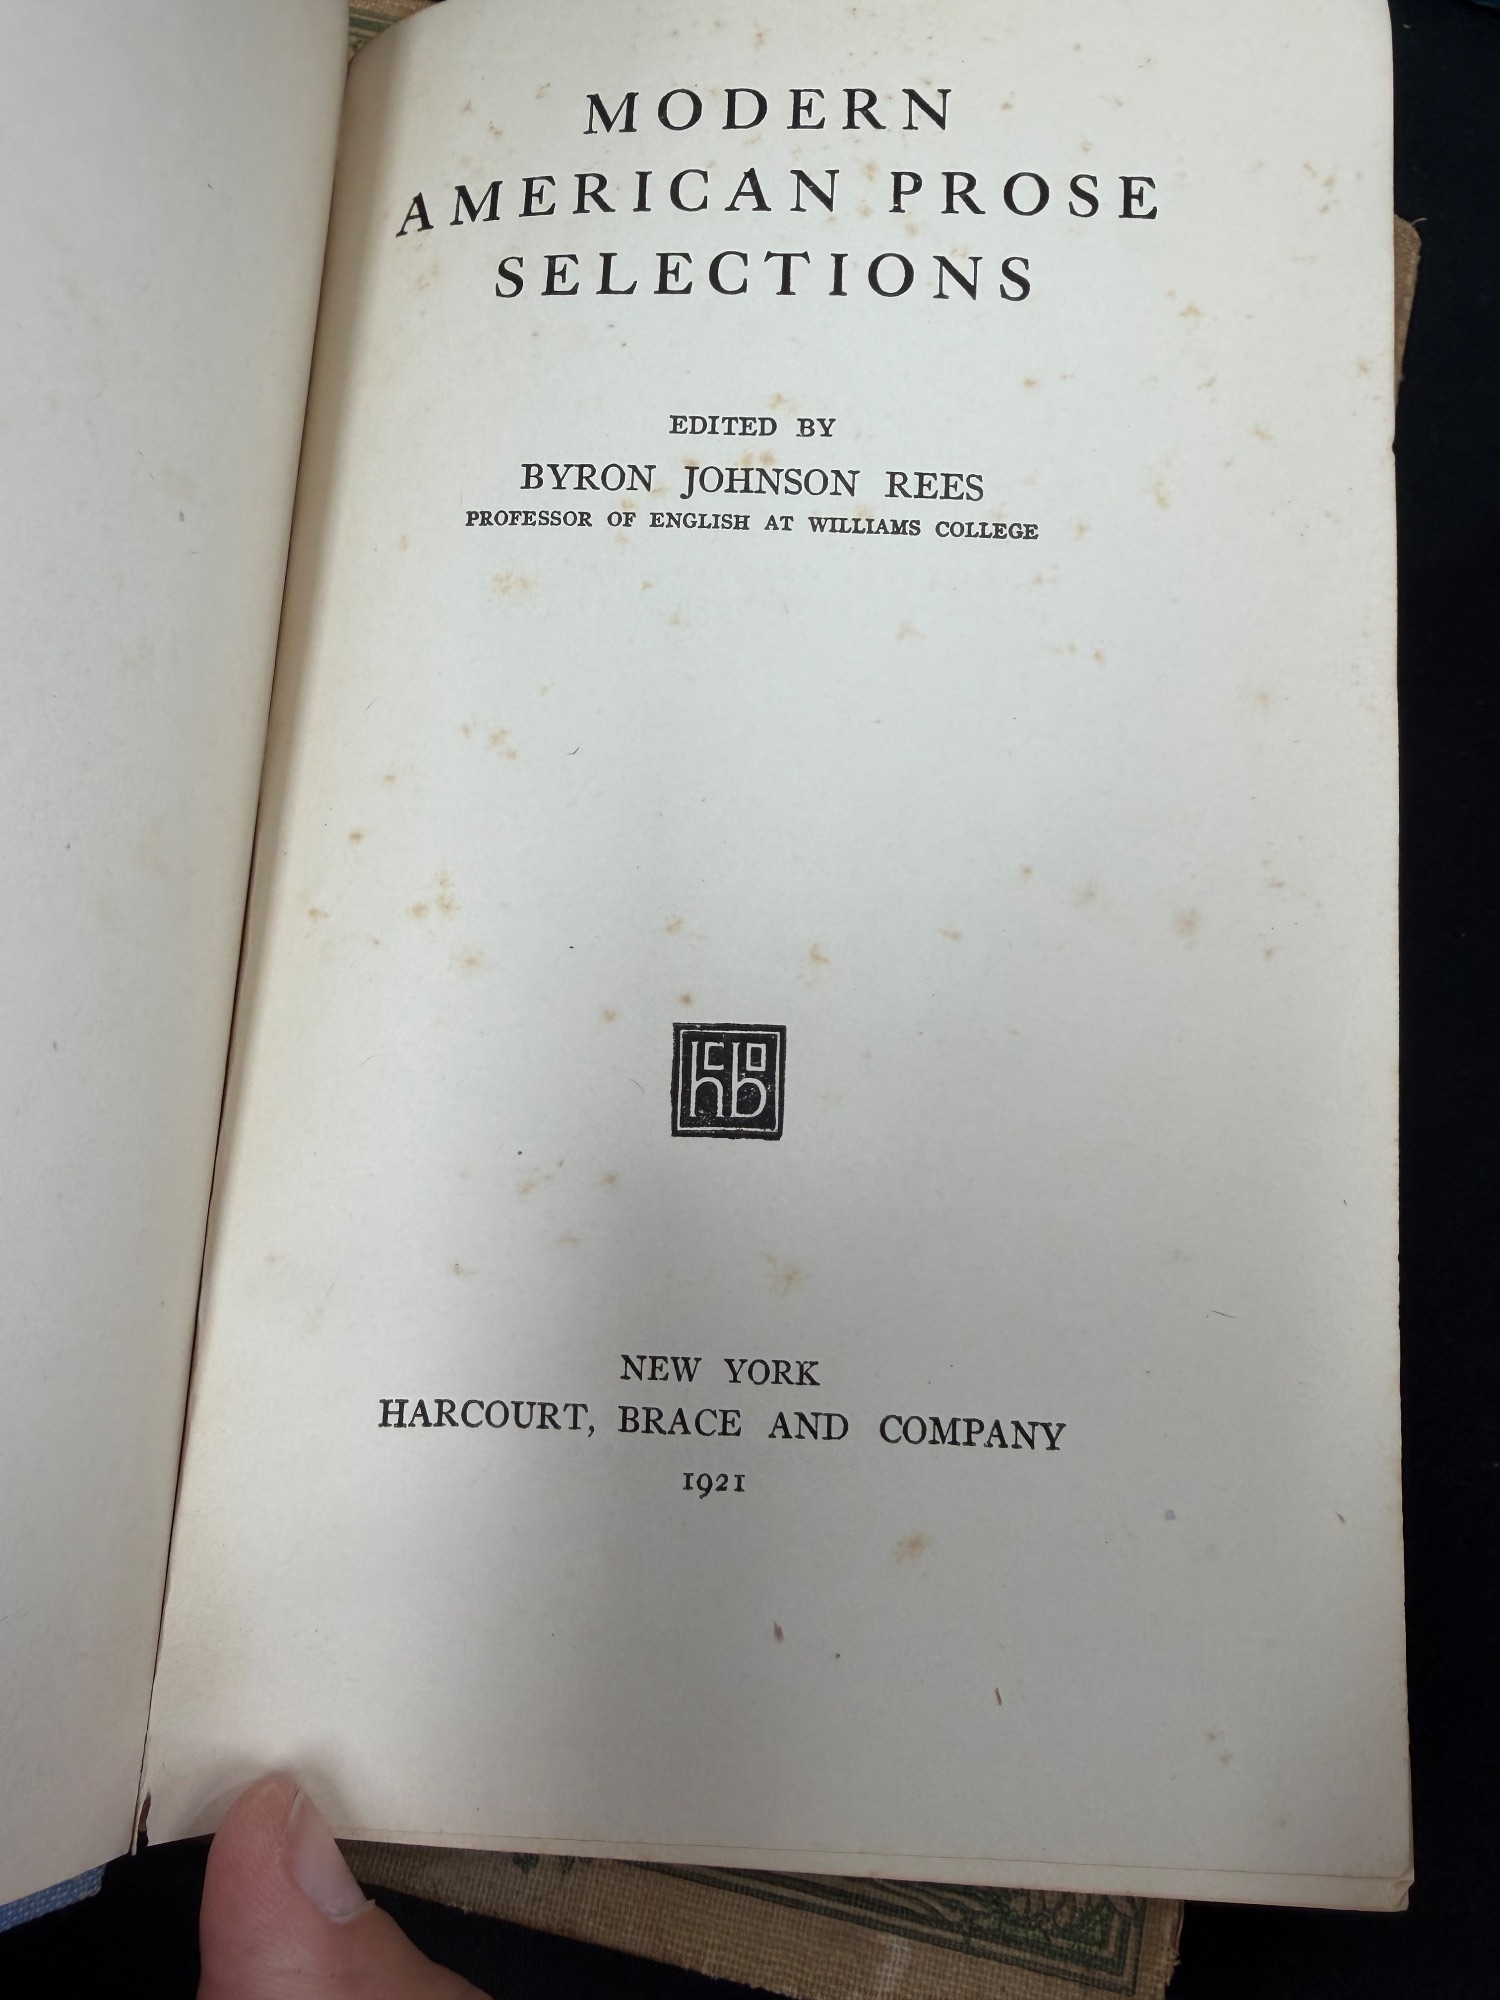 MODERN
AMERICAN PROSE
SELECTIONS
EDITED BY
BYRON JOHNSON REES
PROFESSOR OF ENGLISH AT WILLIAMS COLLEGE
hcbo
NEW YORK
HARCOURT, BRACE AND COMPANY
1921